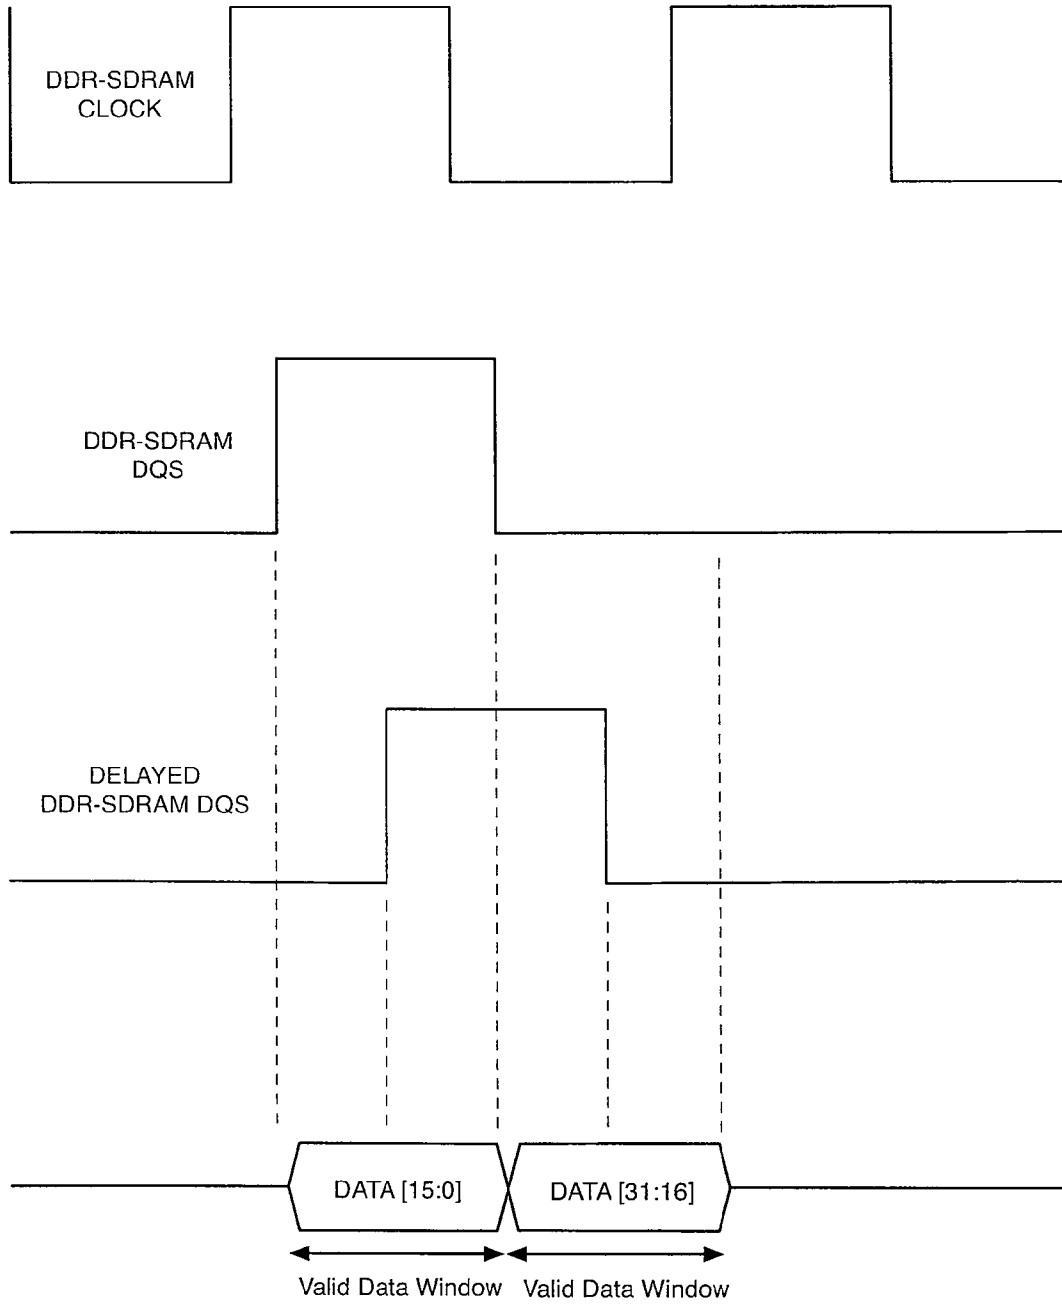 DDR-SDRAM
CLOCK
DDR-SDRAM
DQS
DELAYED
DDR-SDRAM DQS
DATA [15:0]
DATA [31:16]
Valid Data Window
Valid Data Window